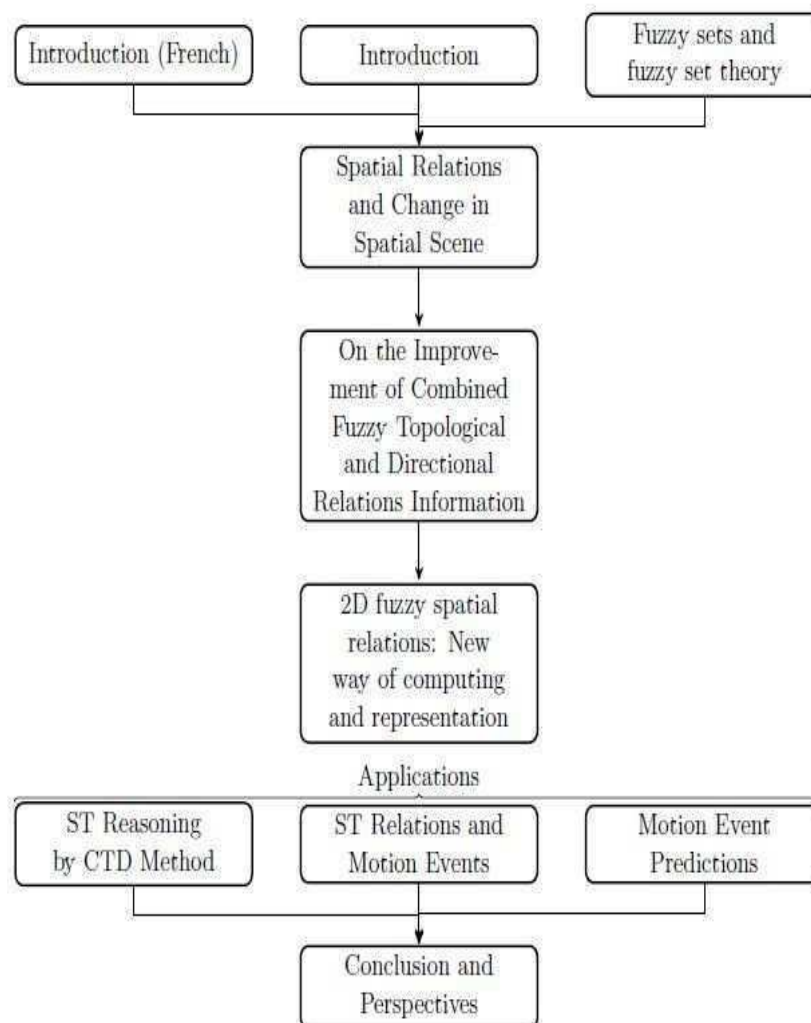 Introduction (French)
Introduction
Fuzzy sets and
fuzzy set theory
Spatial Relations
and Change in
Spatial Scene
On the Improve-
ment of Combined
Fuzzy Topological
and Directional
Relations Information
2D fuzzy spatial
relations: New
way of computing
and representation
Applications
ST Reasoning
by CTD Method
ST Relations and
Motion Events
Motion Event
Predictions
Conclusion and
Perspectives